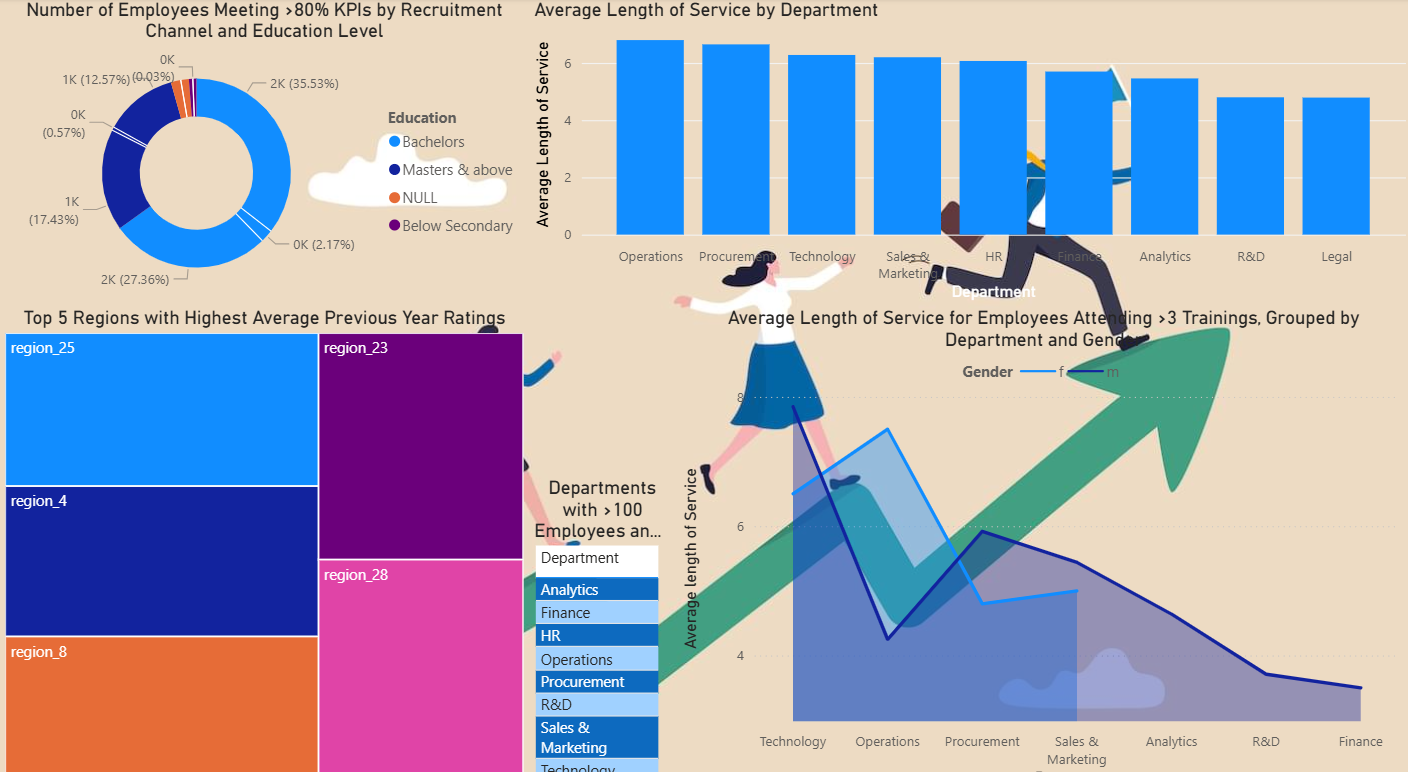 Number of Employees Meeting >80% KPIs by Recruitment
Channel and Education Level
0K
(0.03%)
1K (12.57%)
2K (35.53%)
0K
(0.57%)
1K
(17.43%)
0K (2.17%)
2K (27.36%)
Education
Bachelors
Masters & above
NULL
Below Secondary
Average Length of Service by Department
Average Length of Service
6
4
2
0
Operations
Procurement
Technology
Sales &
Marketing
HR
Finance
Analytics
R&D
Legal
Department
Top 5 Regions with Highest Average Previous Year Ratings
region_25
region_23
region_4
region_28
region_8
Departments
with >100
Employees an...
Department
Analytics
Finance
HR
Operations
Procurement
R&D
Sales &
Marketing
Technology
Average Length of Service for Employees Attending >3 Trainings, Grouped by
Department and Gender
Gender f m
Average length of Service
8
6
4
Technology
Operations
Procurement
Sales &
Marketing
Analytics
R&D
Finance